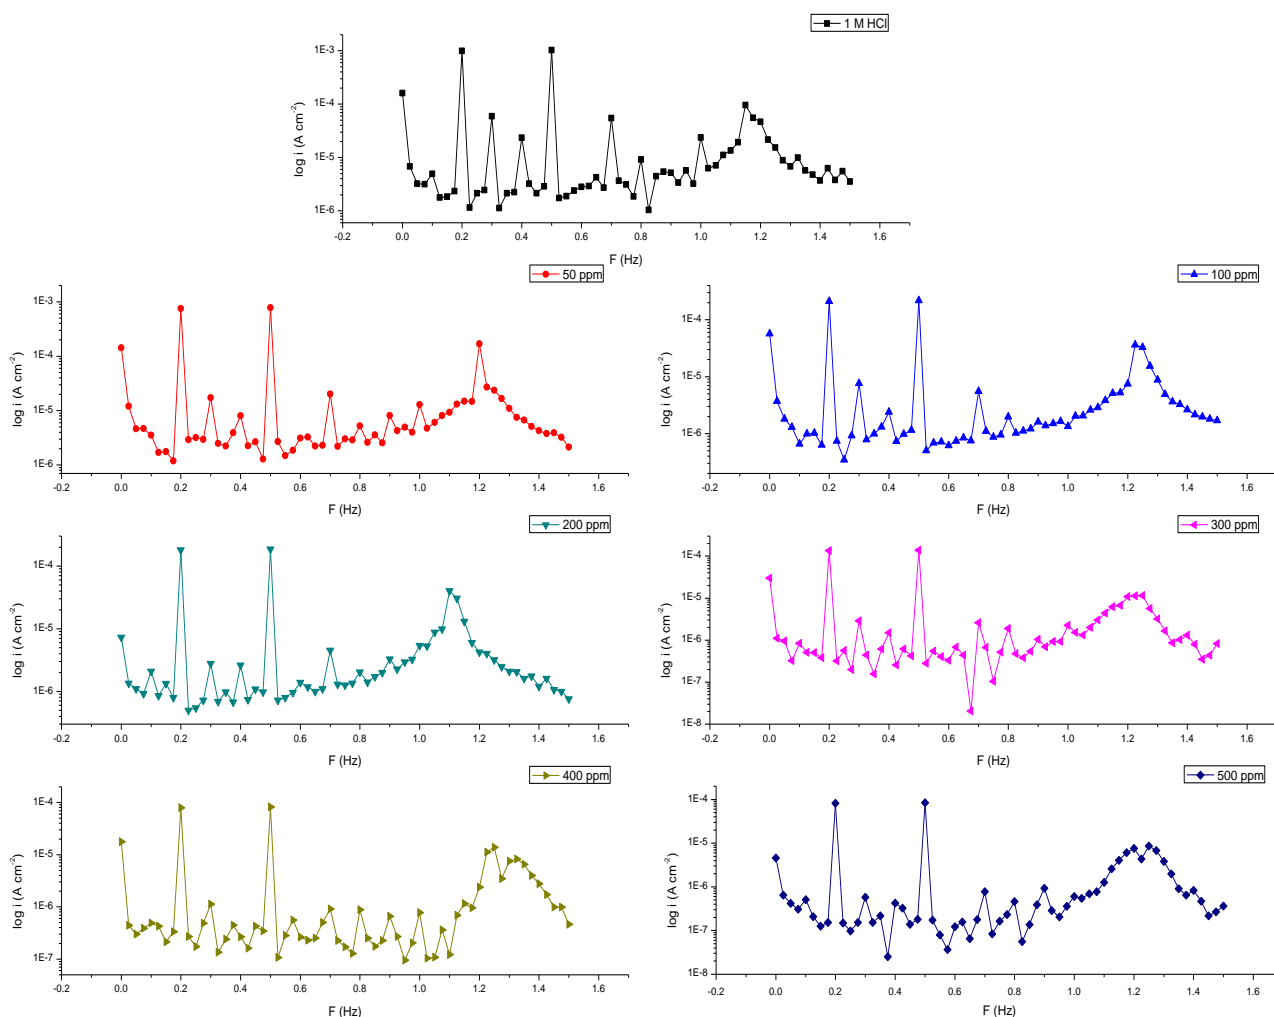 1 M HCl
log i (A cm⁻²)
1E-3
1E-4
1E-5
1E-6
-0.2 0.0 0.2 0.4 0.6 0.8 1.0 1.2 1.4 1.6
F (Hz)
50 ppm
log i (A cm⁻²)
1E-3
1E-4
1E-5
1E-6
-0.2 0.0 0.2 0.4 0.6 0.8 1.0 1.2 1.4 1.6
F (Hz)
100 ppm
log i (A cm⁻²)
1E-4
1E-5
1E-6
-0.2 0.0 0.2 0.4 0.6 0.8 1.0 1.2 1.4 1.6
F (Hz)
200 ppm
log i (A cm⁻²)
1E-4
1E-5
1E-6
-0.2 0.0 0.2 0.4 0.6 0.8 1.0 1.2 1.4 1.6
F (Hz)
300 ppm
log i (A cm⁻²)
1E-4
1E-5
1E-6
1E-7
1E-8
-0.2 0.0 0.2 0.4 0.6 0.8 1.0 1.2 1.4 1.6
F (Hz)
400 ppm
log i (A cm⁻²)
1E-4
1E-5
1E-6
1E-7
-0.2 0.0 0.2 0.4 0.6 0.8 1.0 1.2 1.4 1.6
F (Hz)
500 ppm
log i (A cm⁻²)
1E-4
1E-5
1E-6
1E-7
1E-8
-0.2 0.0 0.2 0.4 0.6 0.8 1.0 1.2 1.4 1.6
F (Hz)